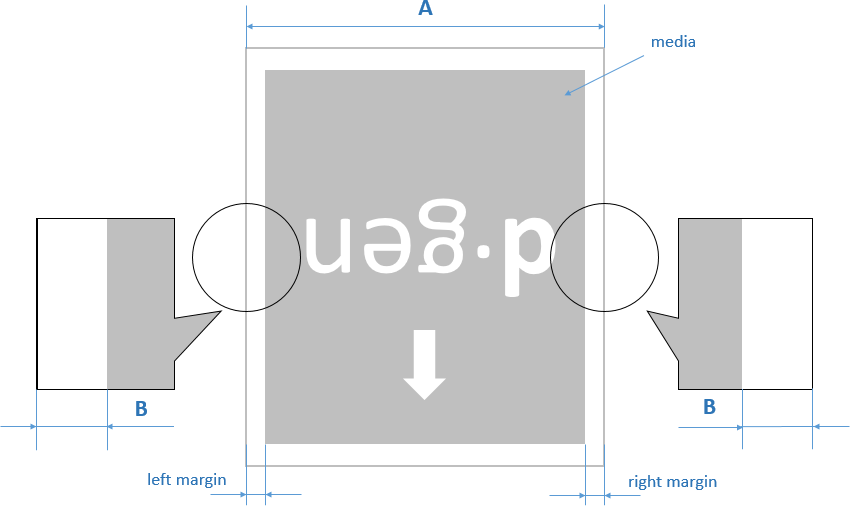 A
media
d·gen
B
B
left margin
right margin